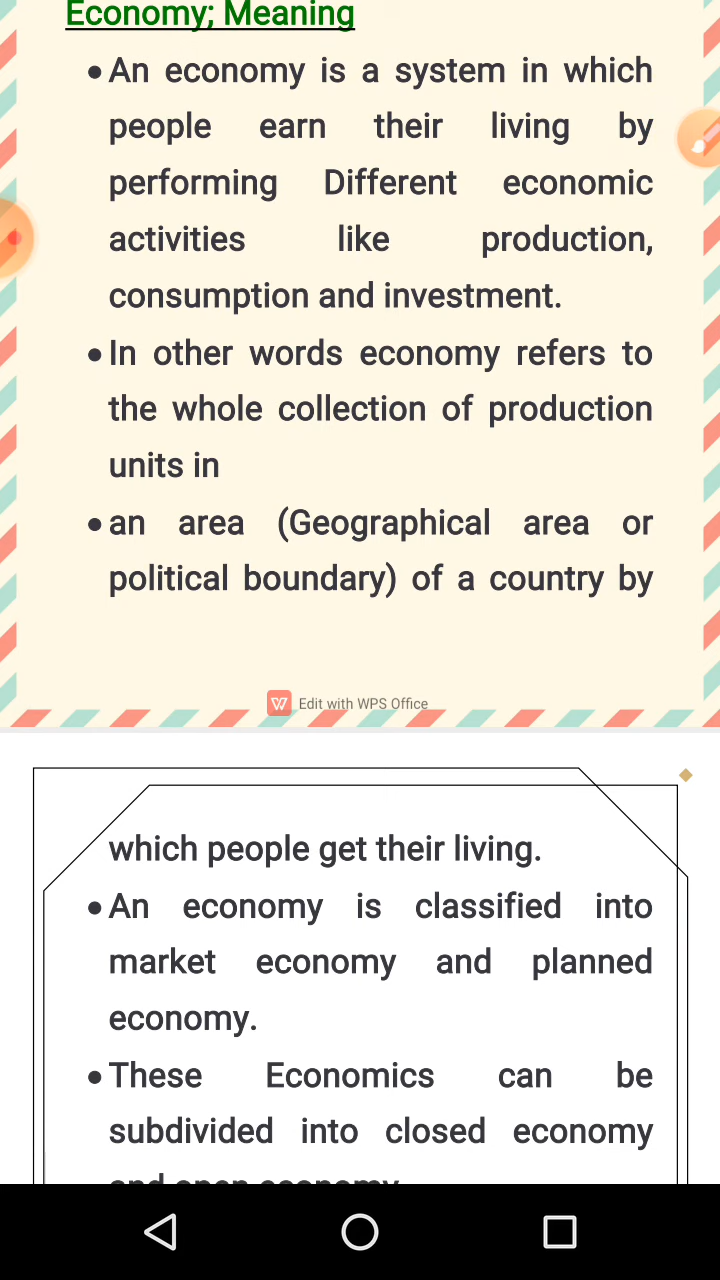 Economy; Meaning
• An economy is a system in which
people earn their living by
performing Different economic
activities like production,
consumption and investment.
• In other words economy refers to
the whole collection of production
units in
• an area (Geographical area or
political boundary) of a country by
Edit with WPS Office
which people get their living.
• An economy is classified into
market economy and planned
economy.
• These Economics can be
subdivided into closed economy
and open economy